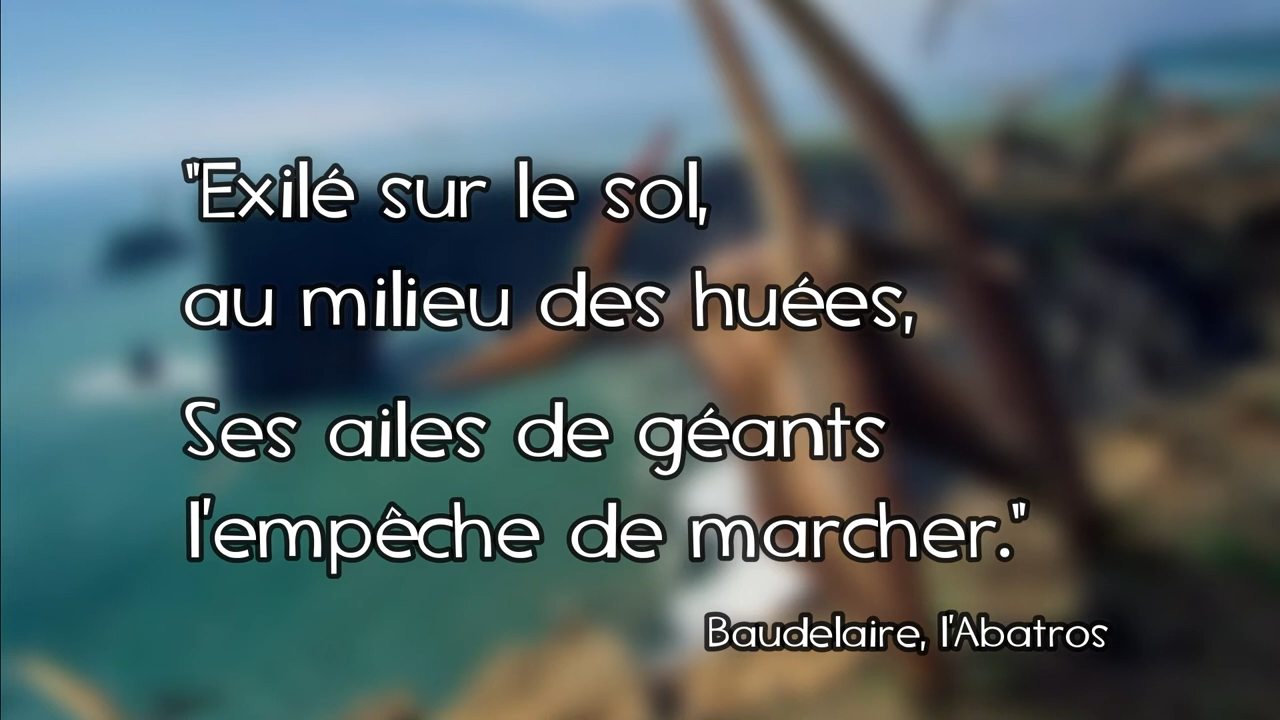 "Exilé sur le sol,
au milieu des huées,
Ses ailes de géants
l'empêche de marcher."
Baudelaire, l'Abatros